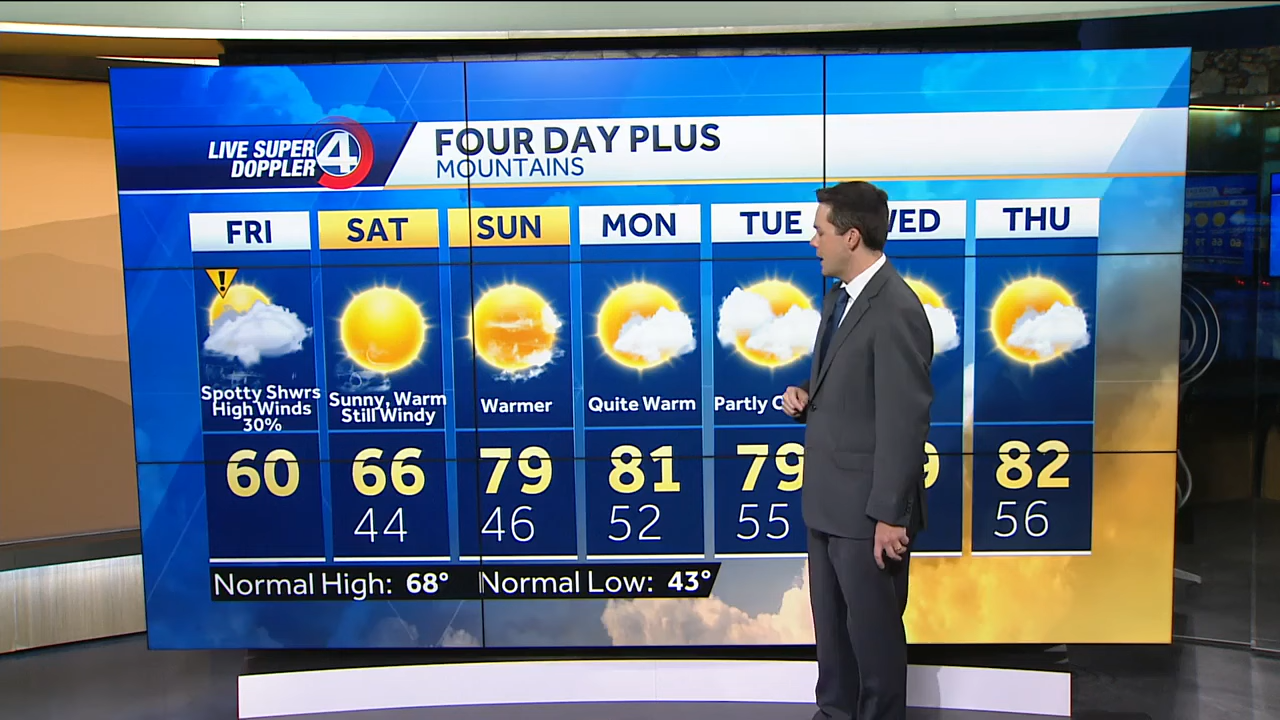 LIVE SUPER
DOPPLER
4
FOUR DAY PLUS
MOUNTAINS
FRI
SAT
SUN
MON
TUE
THU
!
Spotty Shwrs
High Winds
30%
Sunny, Warm
Still Windy
Warmer
Quite Warm
Partly
60
66
79
81
79
82
44
46
52
55
56
Normal High: 68°
Normal Low: 43°